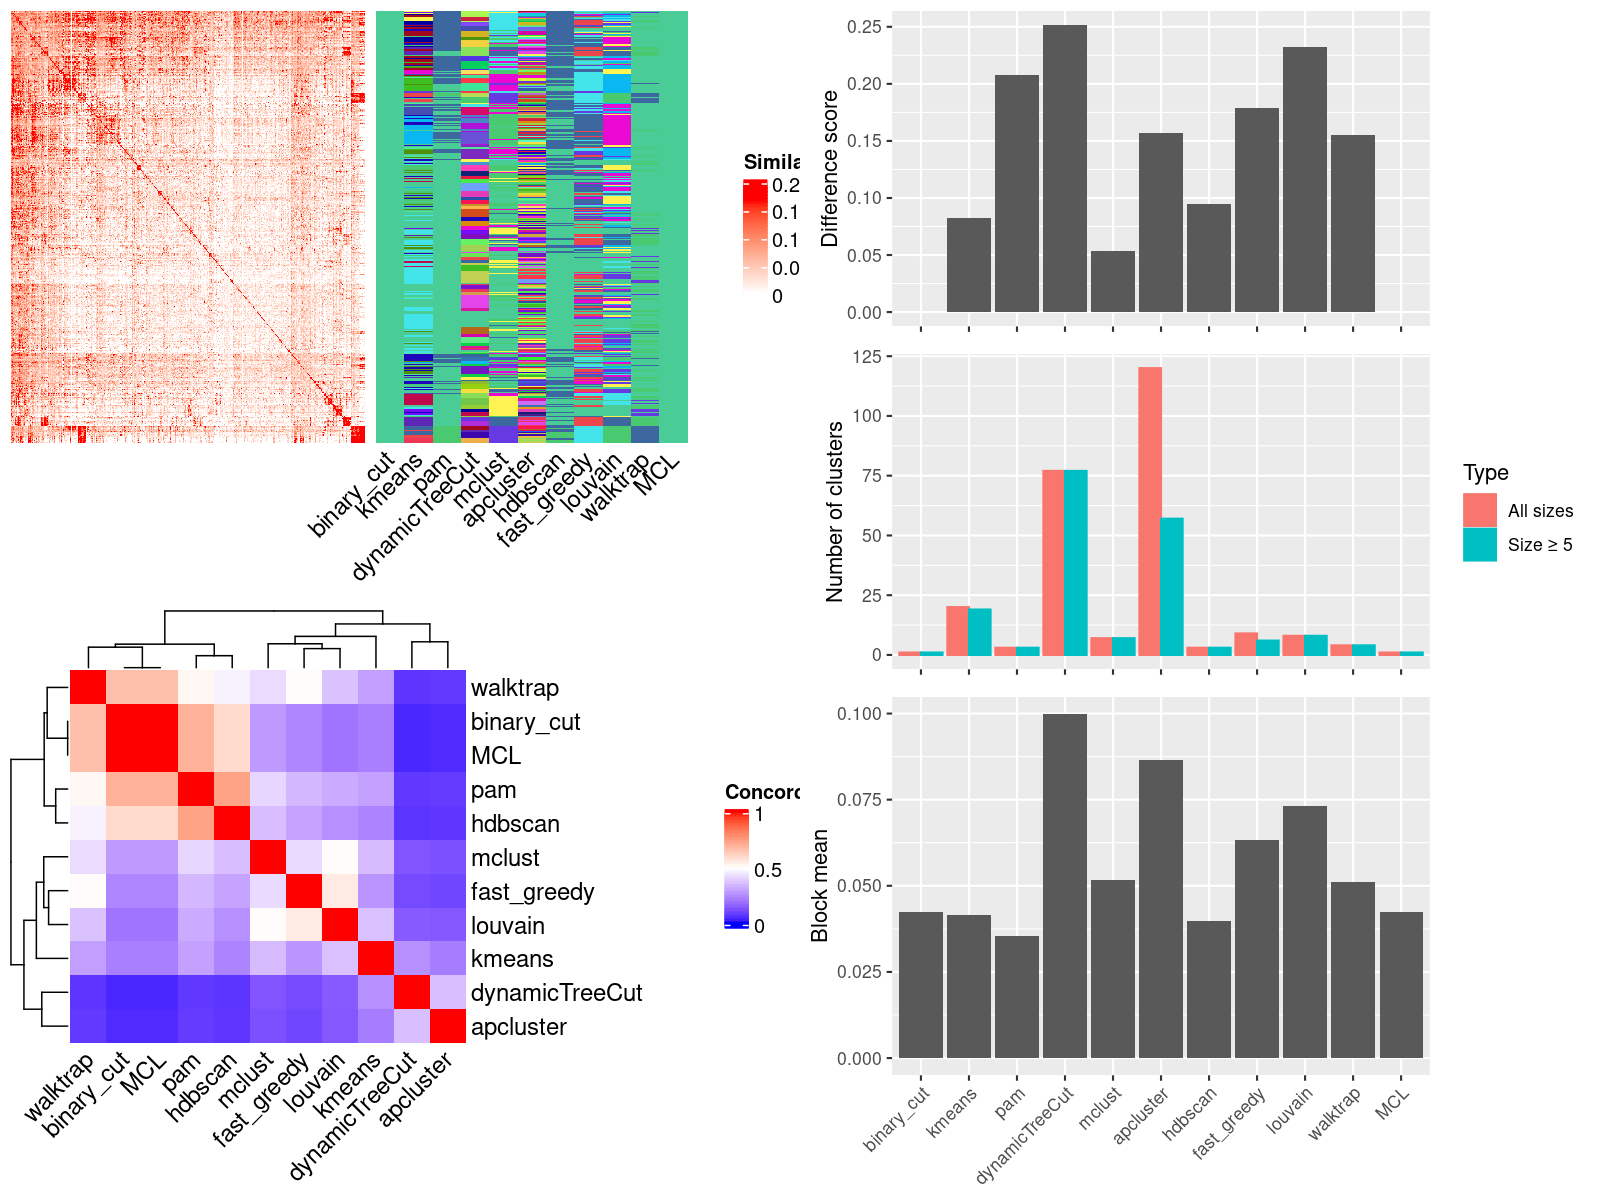 Simila
0.2
0.1
0.1
0.0
0
binary_cut
kmeans
pam
dynamicTreeCut
mclust
apcluster
hdbscan
fast_greedy
louvain
walktrap
MCL
walktrap
binary_cut
MCL
pam
hdbscan
mclust
fast_greedy
louvain
kmeans
dynamicTreeCut
apcluster
walktrap
binary_cut
MCL
pam
hdbscan
mclust
fast_greedy
louvain
kmeans
dynamicTreeCut
apcluster
Concord
1
0.5
0
Difference score
0.25
0.20
0.15
0.10
0.05
0.00
Number of clusters
125
100
75
50
25
0
Type
All sizes
Size ≥ 5
Block mean
0.100
0.075
0.050
0.025
0.000
binary_cut
kmeans
pam
dynamicTreeCut
mclust
apcluster
hdbscan
fast_greedy
louvain
walktrap
MCL